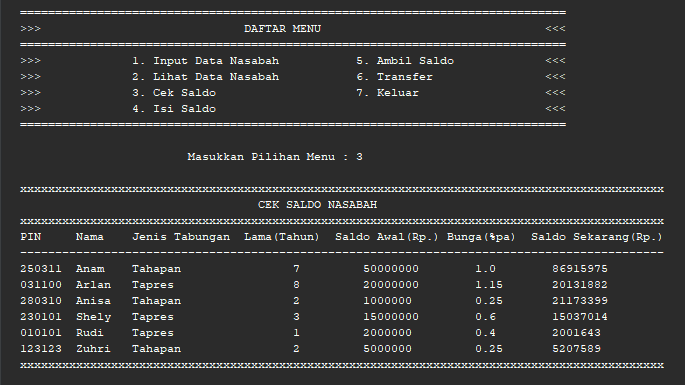 ==============================================================================
>>>                             DAFTAR MENU                                <<<
==============================================================================
>>>             1. Input Data Nasabah           5. Ambil Saldo             <<<
>>>             2. Lihat Data Nasabah           6. Transfer                <<<
>>>             3. Cek Saldo                    7. Keluar                  <<<
>>>             4. Isi Saldo                                               <<<
==============================================================================
Masukkan Pilihan Menu : 3
xxxxxxxxxxxxxxxxxxxxxxxxxxxxxxxxxxxxxxxxxxxxxxxxxxxxxxxxxxxxxxxxxxxxxxxxxxxxxxxxxxxxxxxxxxxx
CEK SALDO NASABAH
xxxxxxxxxxxxxxxxxxxxxxxxxxxxxxxxxxxxxxxxxxxxxxxxxxxxxxxxxxxxxxxxxxxxxxxxxxxxxxxxxxxxxxxxxxxx
PIN     Nama    Jenis Tabungan  Lama(Tahun)  Saldo Awal(Rp.) Bunga(%pa)  Saldo Sekarang(Rp.)
--------------------------------------------------------------------------------------------
250311  Anam    Tahapan                7         50000000        1.0        86915975
031100  Arlan   Tapres                 8         20000000        1.15       20131882
280310  Anisa   Tahapan                2         1000000         0.25       21173399
230101  Shely   Tapres                 3         15000000        0.6        15037014
010101  Rudi    Tapres                 1         2000000         0.4        2001643
123123  Zuhri   Tahapan                2         5000000         0.25       5207589
xxxxxxxxxxxxxxxxxxxxxxxxxxxxxxxxxxxxxxxxxxxxxxxxxxxxxxxxxxxxxxxxxxxxxxxxxxxxxxxxxxxxxxxxxxxx